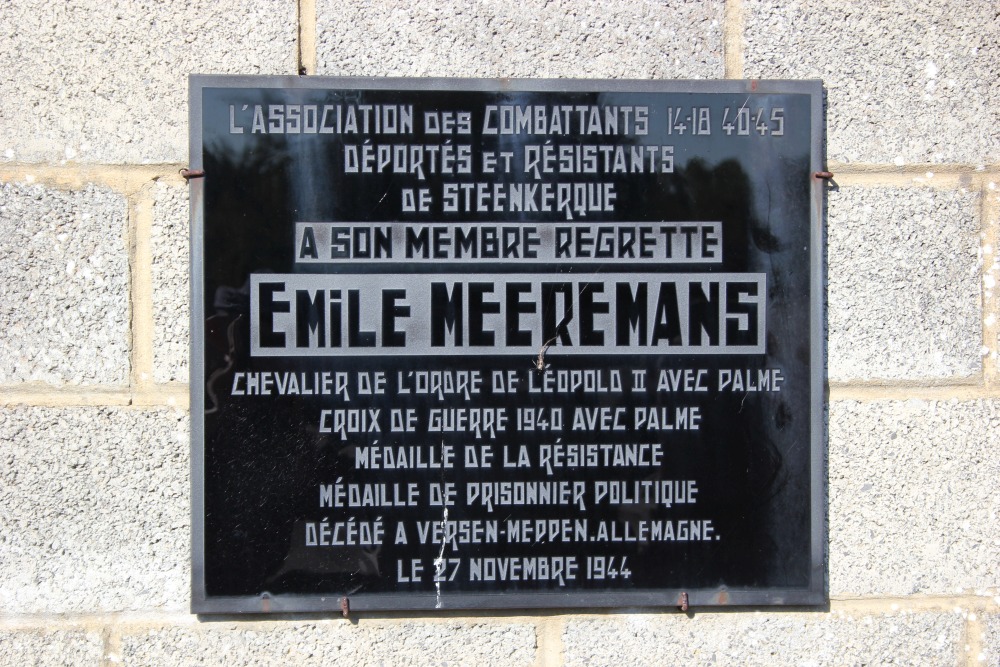 L'ASSOCIATION DES COMBATTANTS 14-18 40-45
DÉPORTÉS ET RÉSISTANTS
DE STEENKERQUE
A SON MEMBRE REGRETTE
EMILE MEEREMANS
CHEVALIER DE L'ORDRE DE LÉOPOLD II AVEC PALME
CROIX DE GUERRE 1940 AVEC PALME
MÉDAILLE DE LA RÉSISTANCE
MÉDAILLE DE PRISONNIER POLITIQUE
DÉCÉDÉ A VERSEN-MEPPEN.ALLEMAGNE.
LE 27 NOVEMBRE 1944